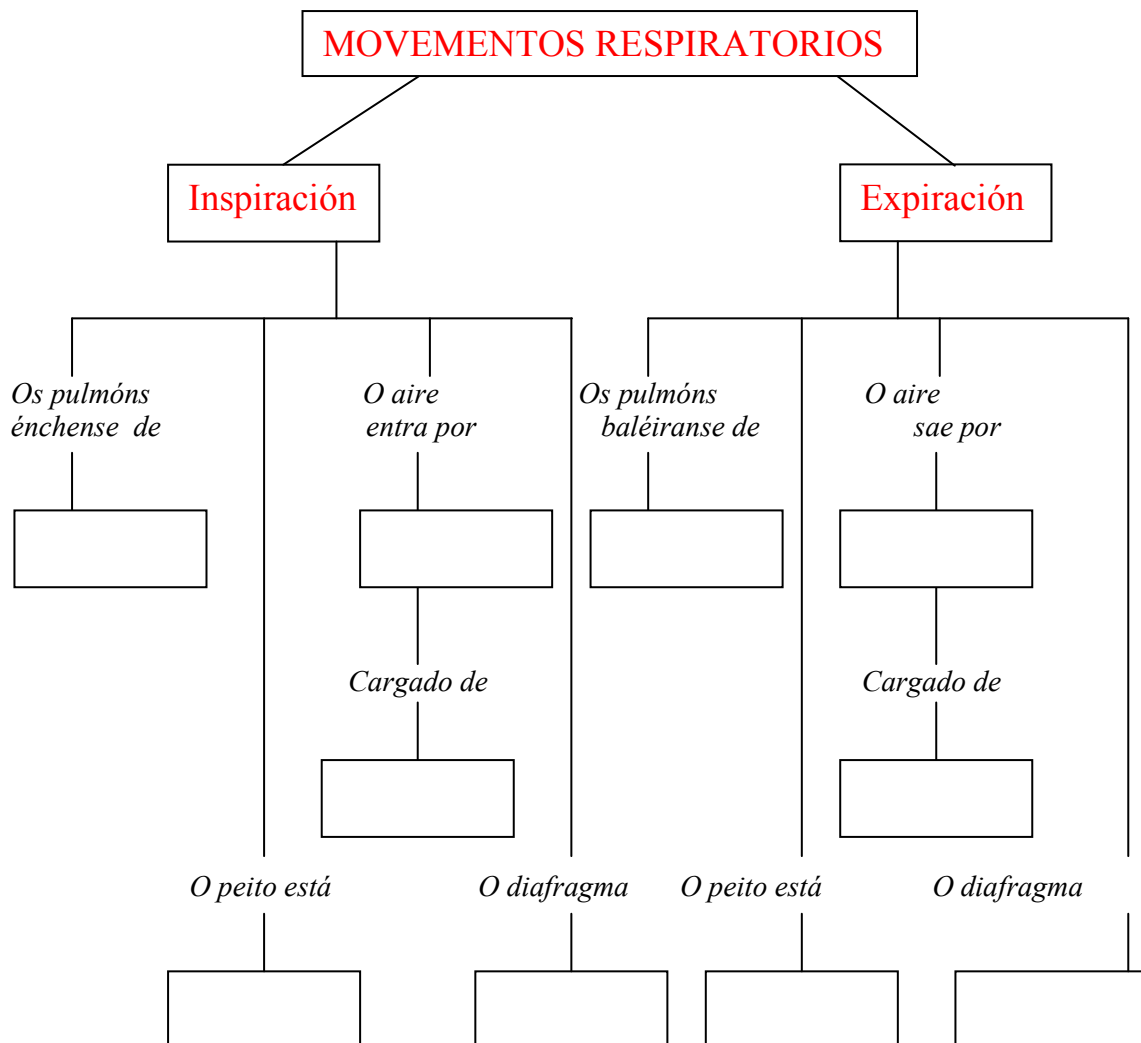 MOVEMENTOS RESPIRATORIOS
Inspiración
Expiración
Os pulmóns
énchense de
O aire
entra por
Os pulmóns
baléiranse de
O aire
sae por
Cargado de
Cargado de
O peito está
O diafragma
O peito está
O diafragma